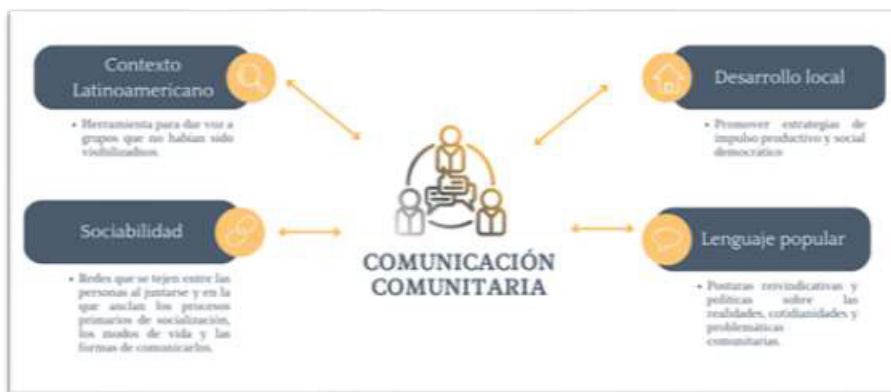 Contexto
Latinoamericano
• Herramienta para dar voz a
grupos que no habían sido
visibilizados.
Sociabilidad
• Redes que se tejen entre las
personas al juntarse y en la
que anclan los procesos
primarios de socialización,
los modos de vida y las
formas de comunicarlos.
COMUNICACIÓN
COMUNITARIA
Desarrollo local
• Promover estrategias de
impulso productivo y social
democrático
Lenguaje popular
• Posturas reivindicativas y
políticas sobre las
realidades, cotidianidades y
problemáticas
comunitarias.